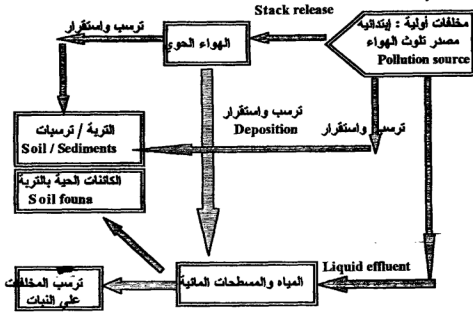 Stack release
مخلفات أولية : إبتدائية
مصدر تلوث الهواء
Pollution source
ترسب واستقرار
الهواء الحوى
التربة / ترسبات
Soil / Sediments
ترسب واستقرار
Deposition
ترسب واستقرار
الكائنات الحية بالتربة
Soil founa
Liquid effluent
المياه والمسطحات المائية
ترسب المخلفات
على النبات